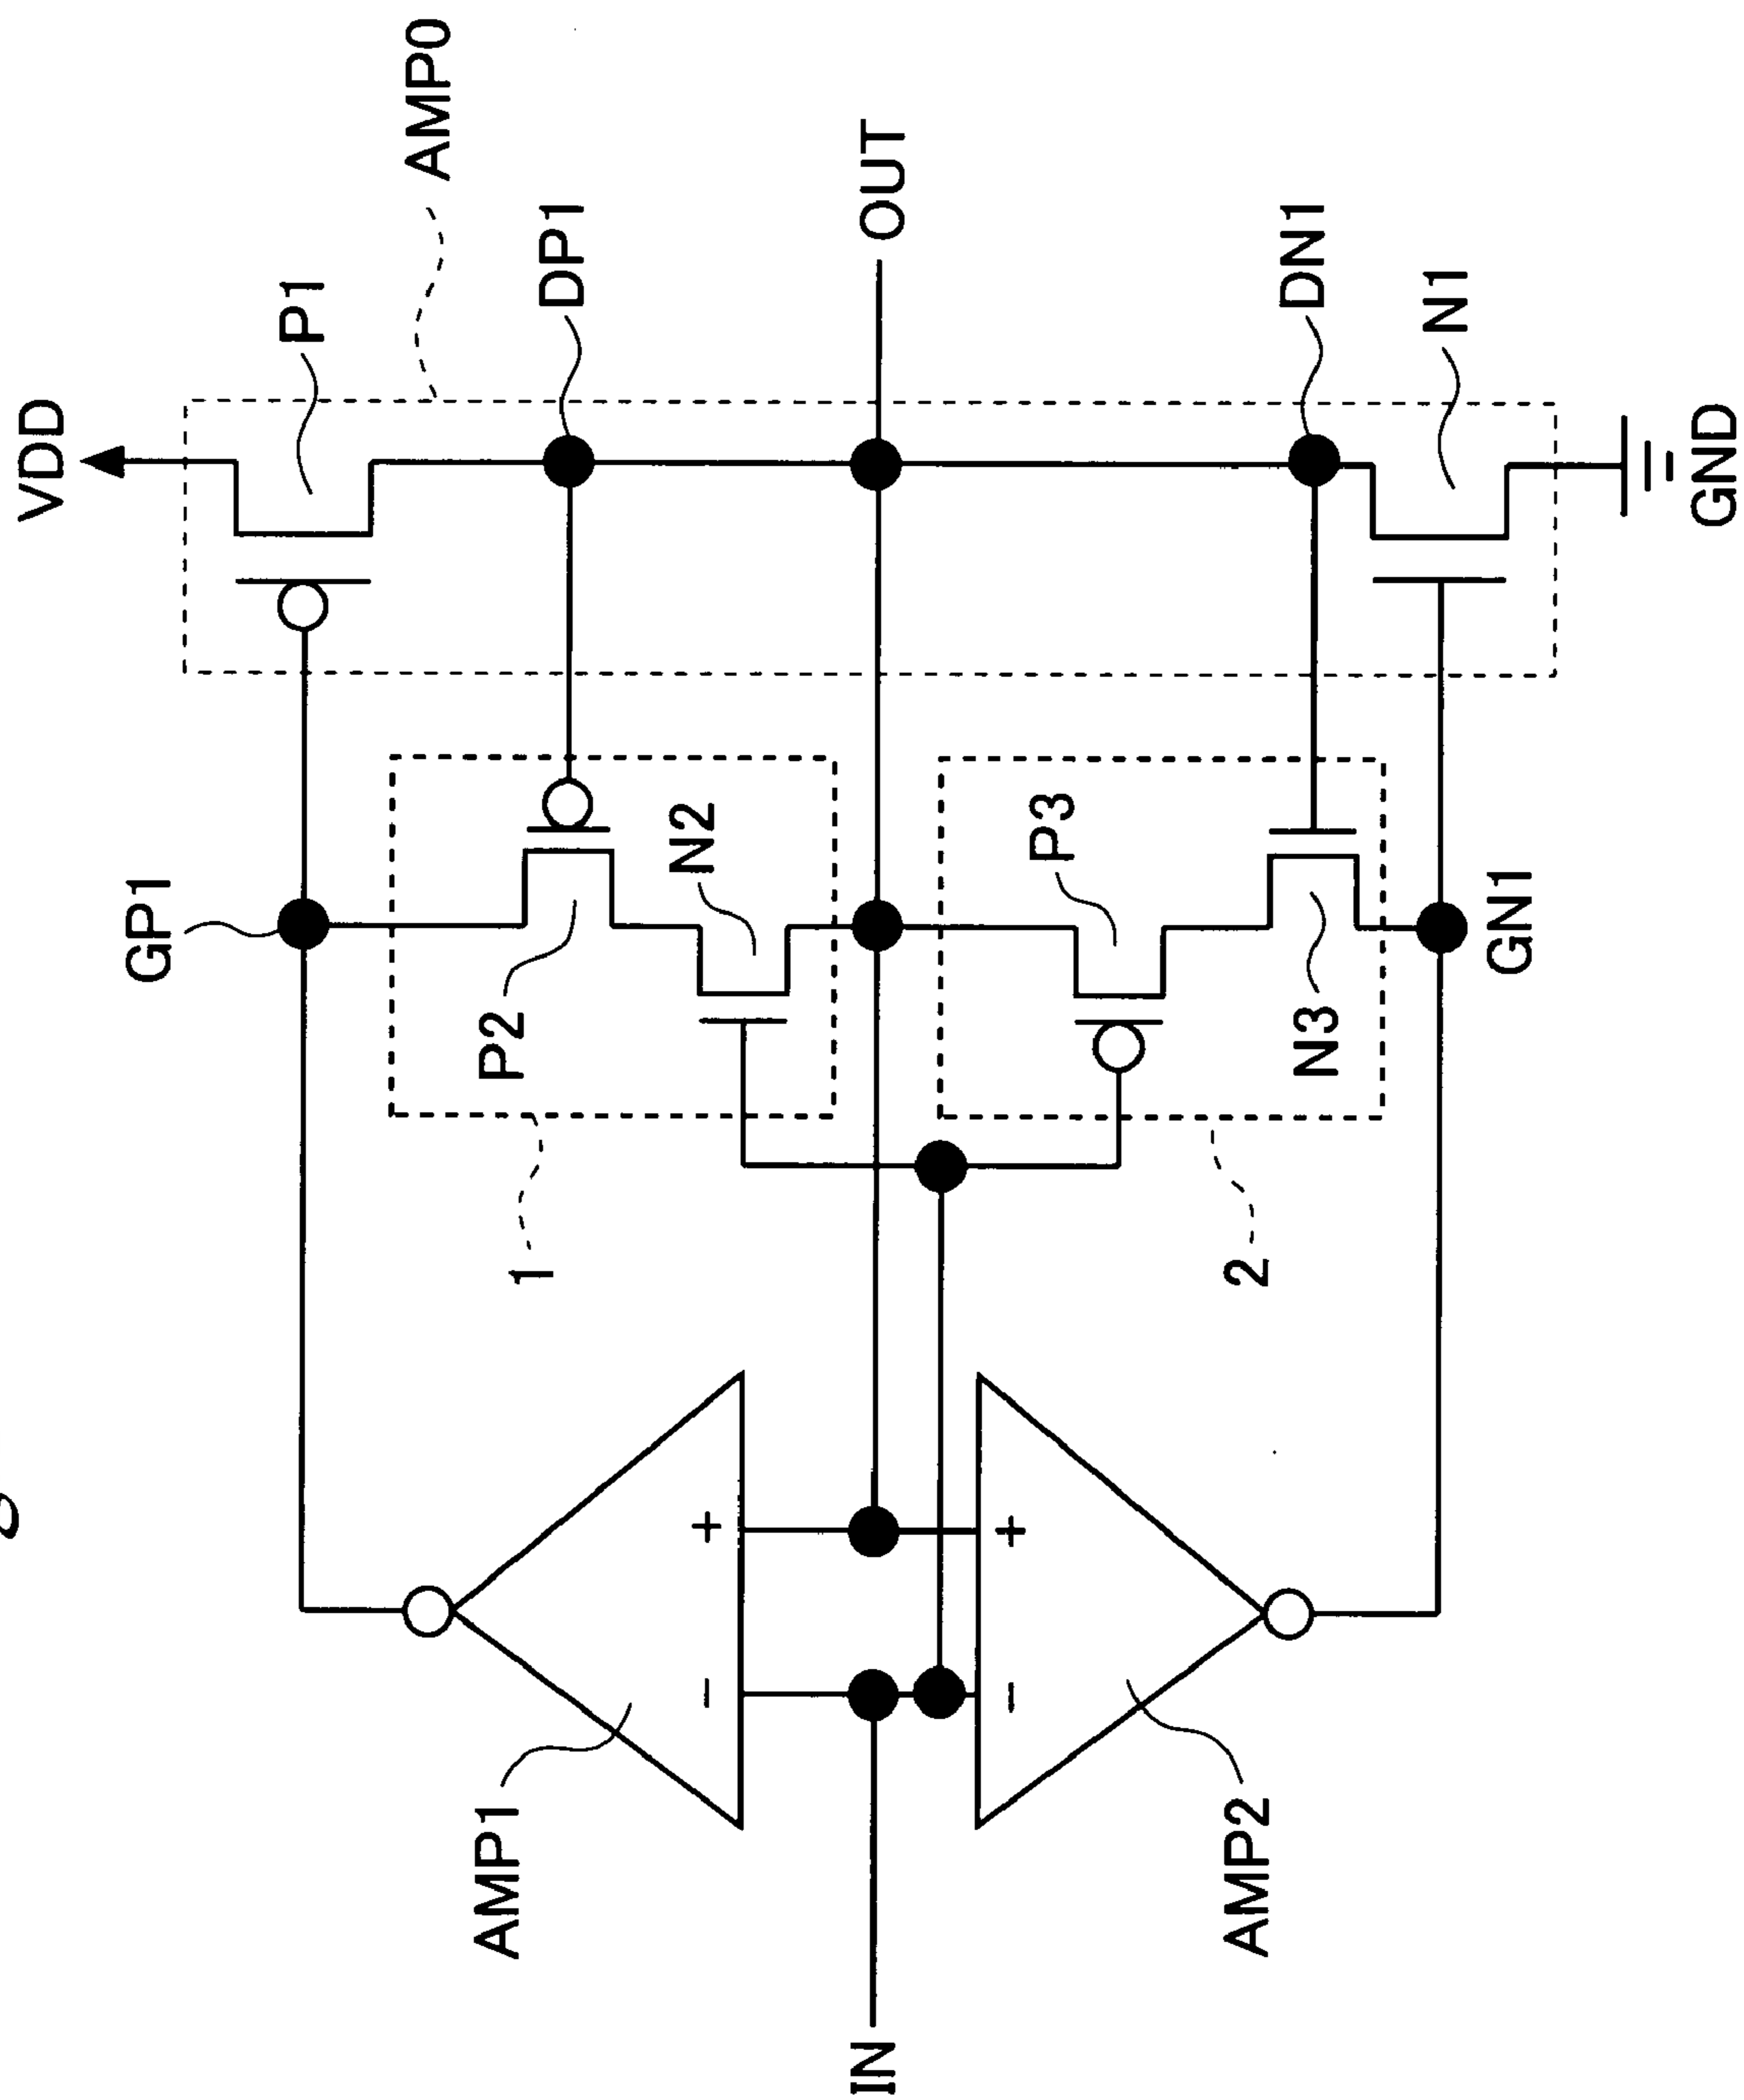 VDD
P1
AMP0
GP1
DP1
P2
N2
1
AMP1
+
-
OUT
IN
+
-
P3
N3
2
AMP2
DN1
N1
GN1
GND